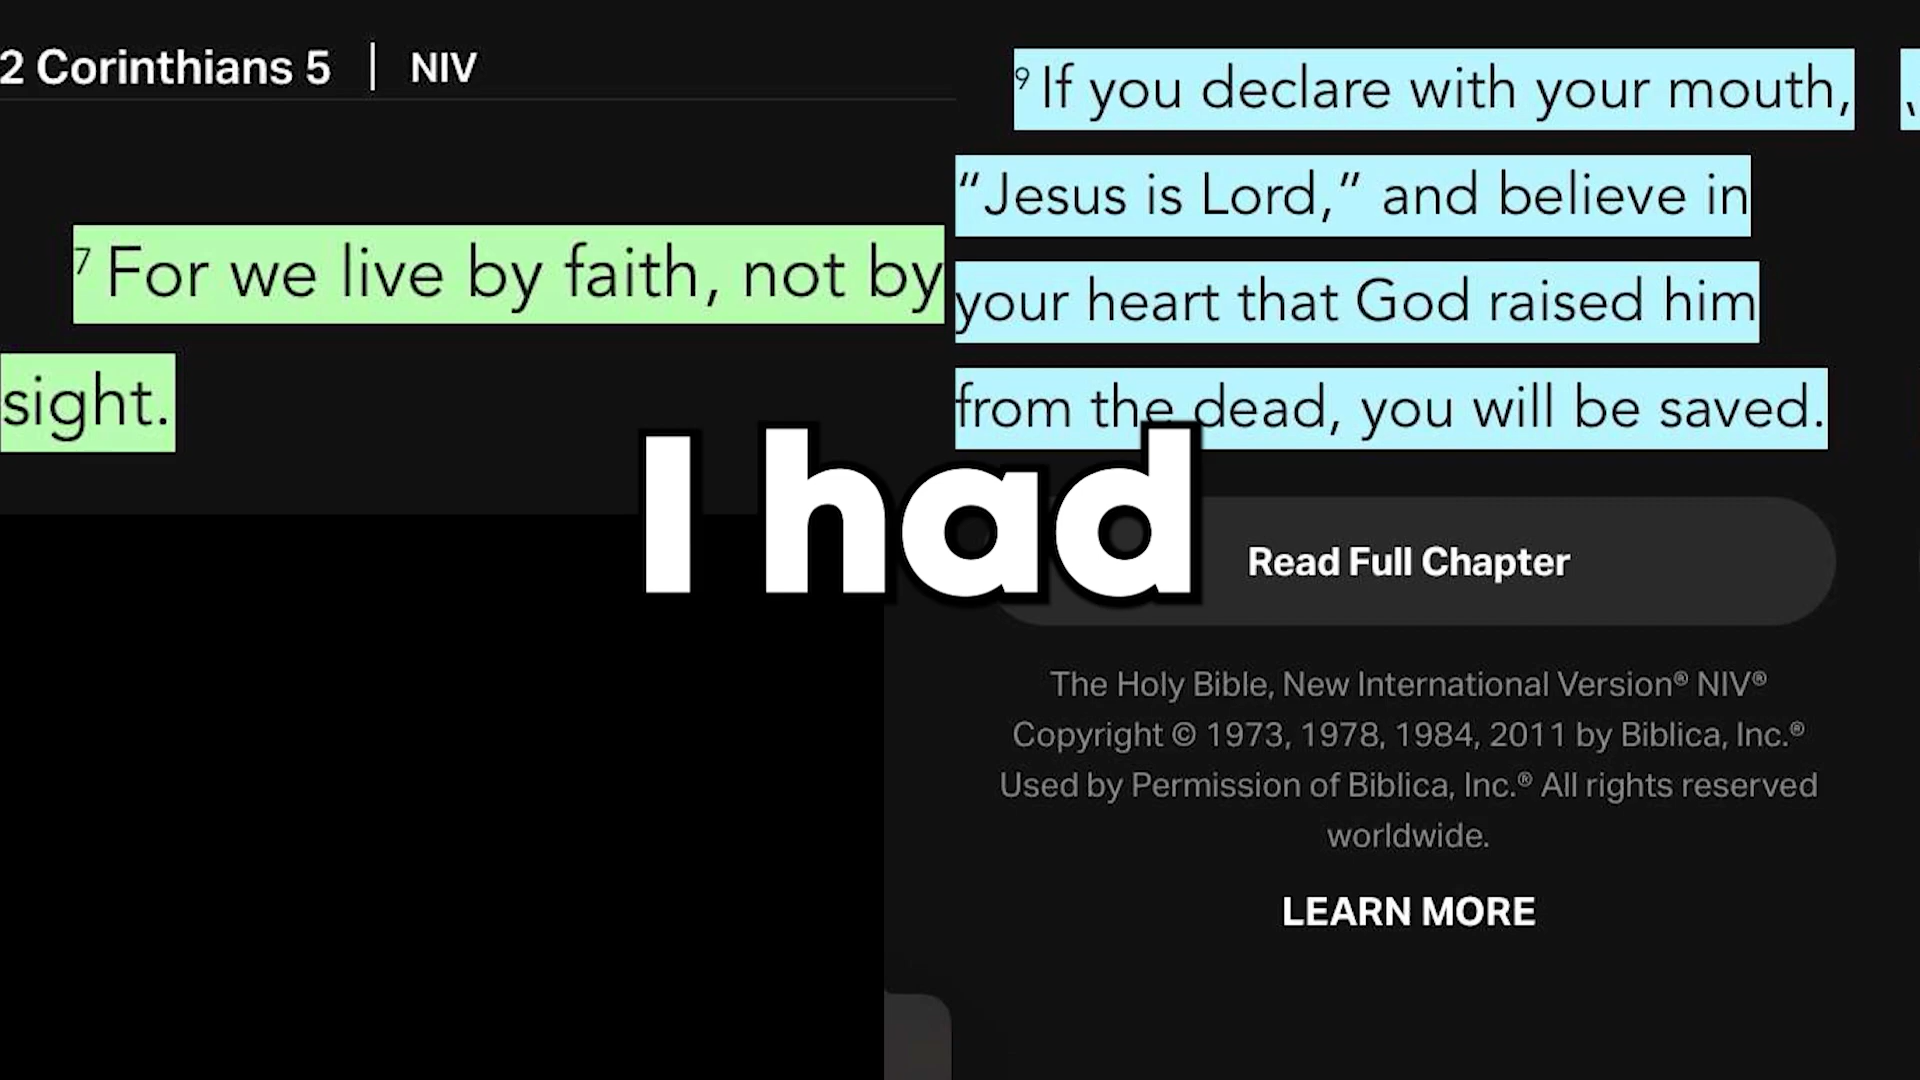 2 Corinthians 5 | NIV
7 For we live by faith, not by
sight.
9 If you declare with your mouth,
“Jesus is Lord,” and believe in
your heart that God raised him
from the dead, you will be saved.
I had
Read Full Chapter
The Holy Bible, New International Version® NIV®
Copyright © 1973, 1978, 1984, 2011 by Biblica, Inc.®
Used by Permission of Biblica, Inc.® All rights reserved
worldwide.
LEARN MORE